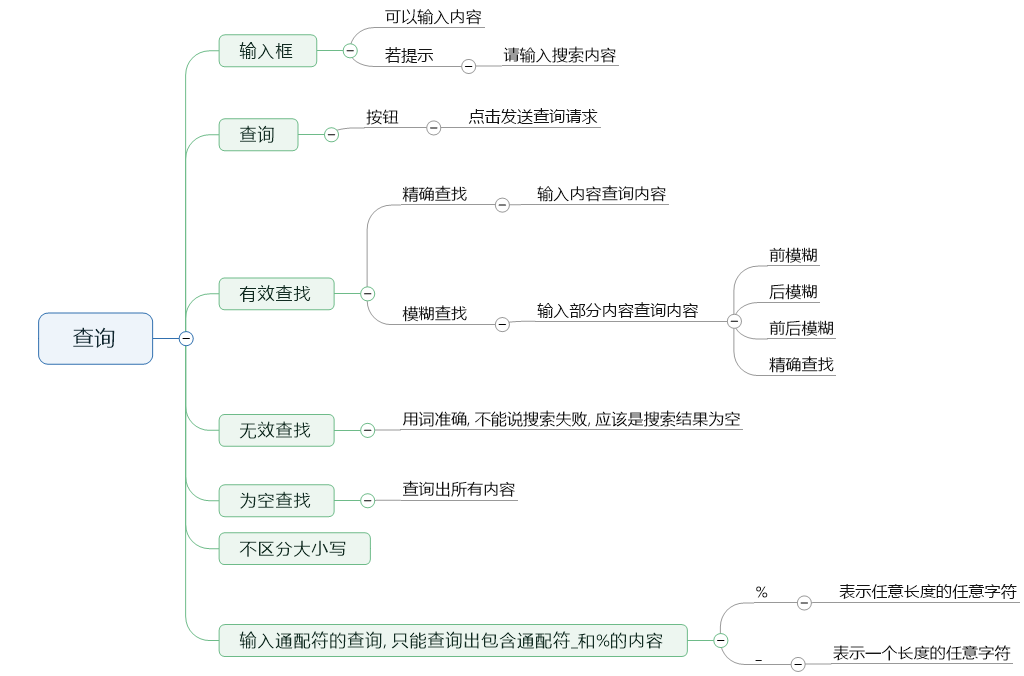 查询
输入框
可以输入内容
若提示
请输入搜索内容
查询
按钮
点击发送查询请求
有效查找
精确查找
输入内容查询内容
模糊查找
输入部分内容查询内容
前模糊
后模糊
前后模糊
精确查找
无效查找
用词准确, 不能说搜索失败, 应该是搜索结果为空
为空查找
查询出所有内容
不区分大小写
输入通配符的查询, 只能查询出包含通配符_和%的内容
%
表示任意长度的任意字符
_
表示一个长度的任意字符